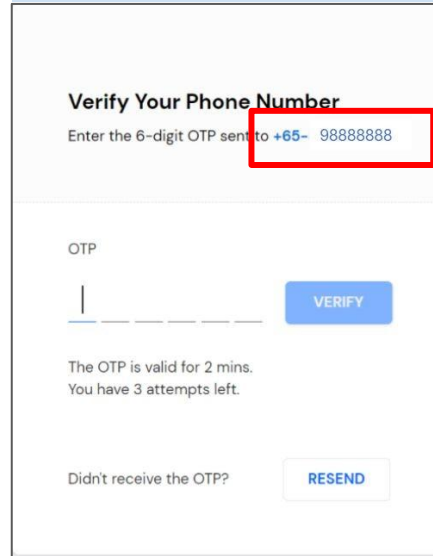 Verify Your Phone Number
Enter the 6-digit OTP sent to +65- 98888888
OTP
VERIFY
The OTP is valid for 2 mins.
You have 3 attempts left.
Didn't receive the OTP?
RESEND